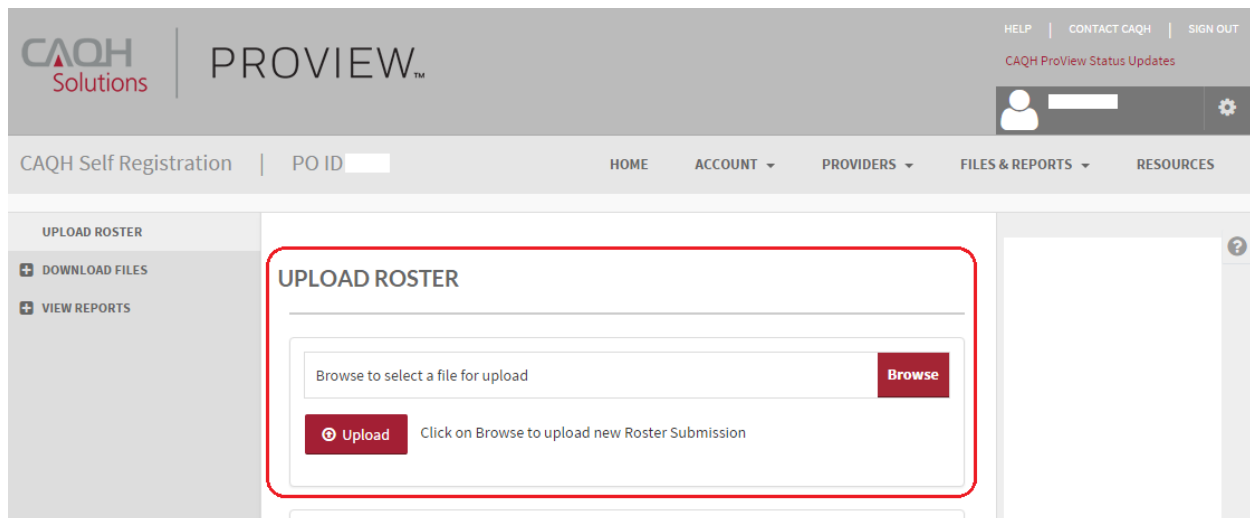 HELP | CONTACT CAQH | SIGN OUT
CAQH ProView Status Updates
CAQH
Solutions
PROVIEW™
CAQH Self Registration | PO ID
HOME ACCOUNT PROVIDERS FILES & REPORTS RESOURCES
UPLOAD ROSTER
DOWNLOAD FILES
VIEW REPORTS
UPLOAD ROSTER
Browse to select a file for upload Browse
Upload Click on Browse to upload new Roster Submission